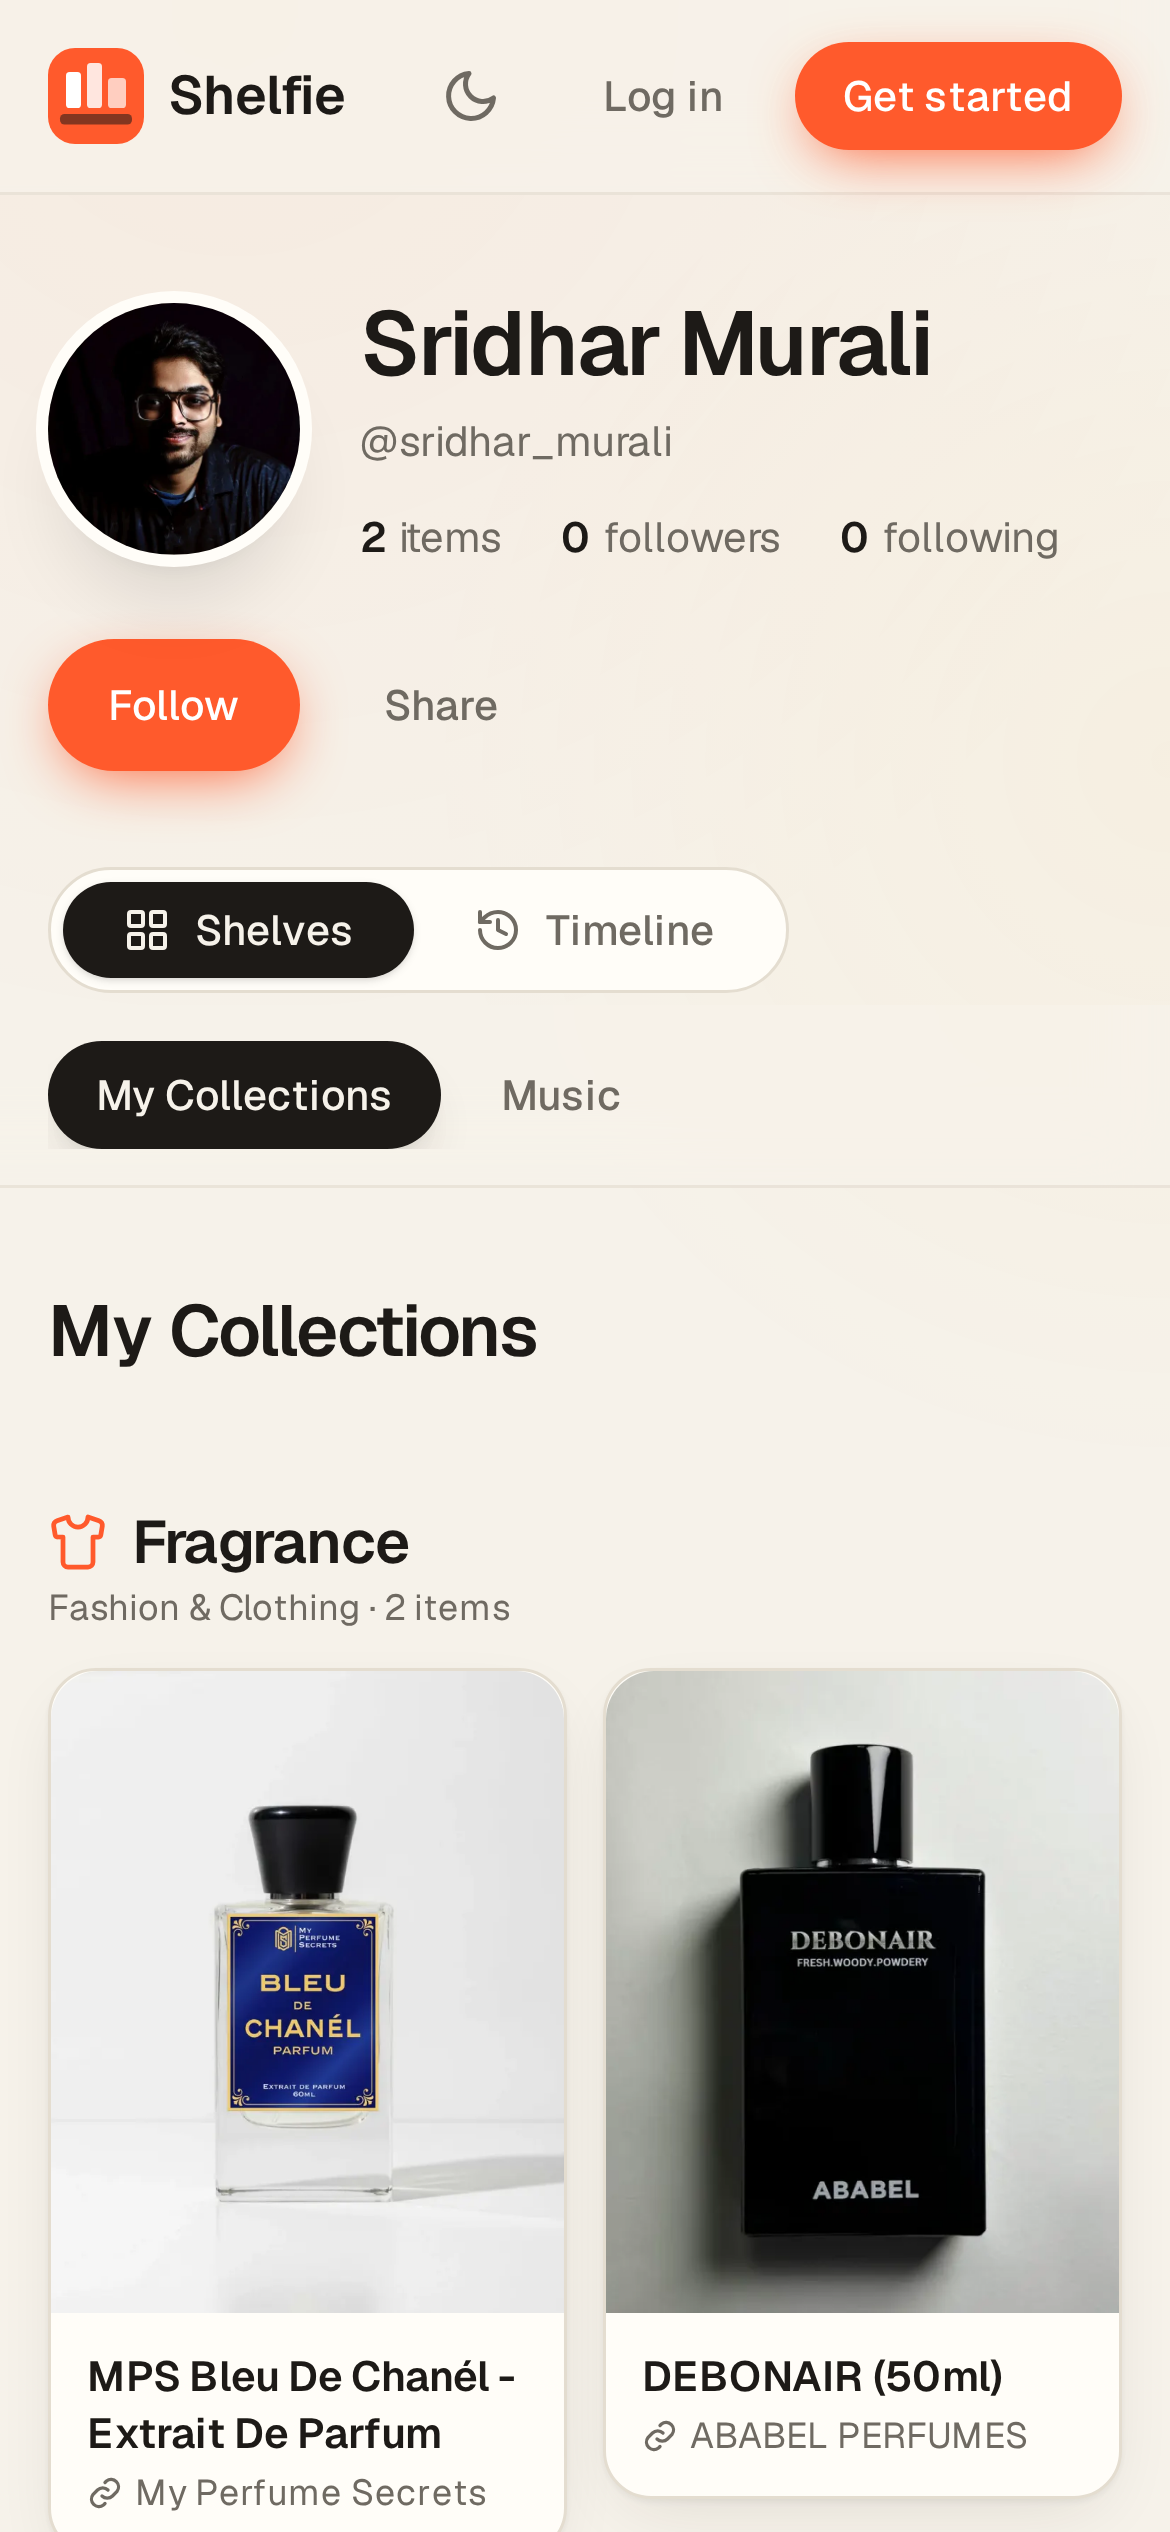 Shelfie
Log in
Get started
Sridhar Murali
@sridhar_murali
2 items 0 followers 0 following
Follow
Share
Shelves
Timeline
My Collections
Music
My Collections
Fragrance
Fashion & Clothing · 2 items
MY
PERFUME
SECRETS
BLEU
DE
CHANÉL
PARFUM
EXTRAIT DE PARFUM
60ML
DEBONAIR
FRESH.WOODY.POWDERY
ABABEL
MPS Bleu De Chanél -
Extrait De Parfum
My Perfume Secrets
DEBONAIR (50ml)
ABABEL PERFUMES